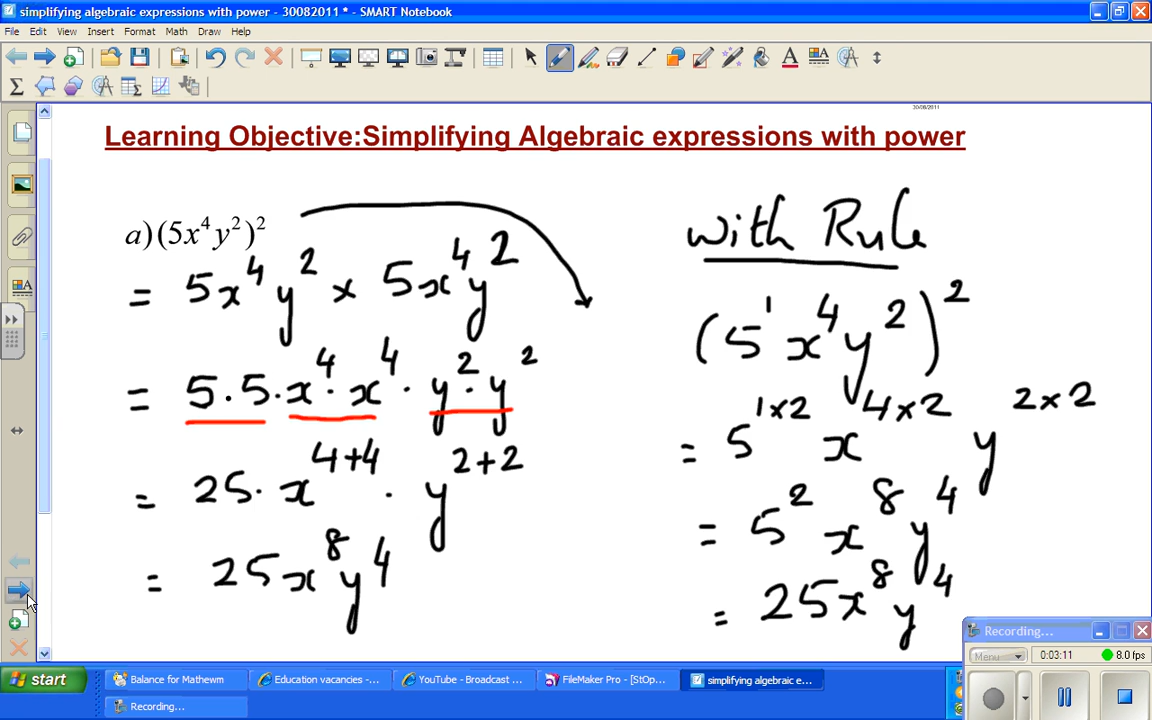 simplifying algebraic expressions with power - 30082011 * - SMART Notebook
File Edit View Insert Format Math Draw Help
30/08/2011
Learning Objective:Simplifying Algebraic expressions with power
a)(5x⁴y²)²
= 5x⁴y² × 5x⁴y²
= 5.5.x⁴.x⁴.y².y²
= 25.x⁴⁺⁴.y²⁺²
= 25x⁸y⁴
with Rule
(5¹x⁴y²)²
= 5¹ˣ² x⁴ˣ² y²ˣ²
= 5² x⁸ y⁴
= 25x⁸y⁴
Recording...
Menu 0:03:11 8.0 fps
start Balance for Mathewm Education vacancies -... YouTube - Broadcast ... FileMaker Pro - [StOp... simplifying algebraic e...
Recording...